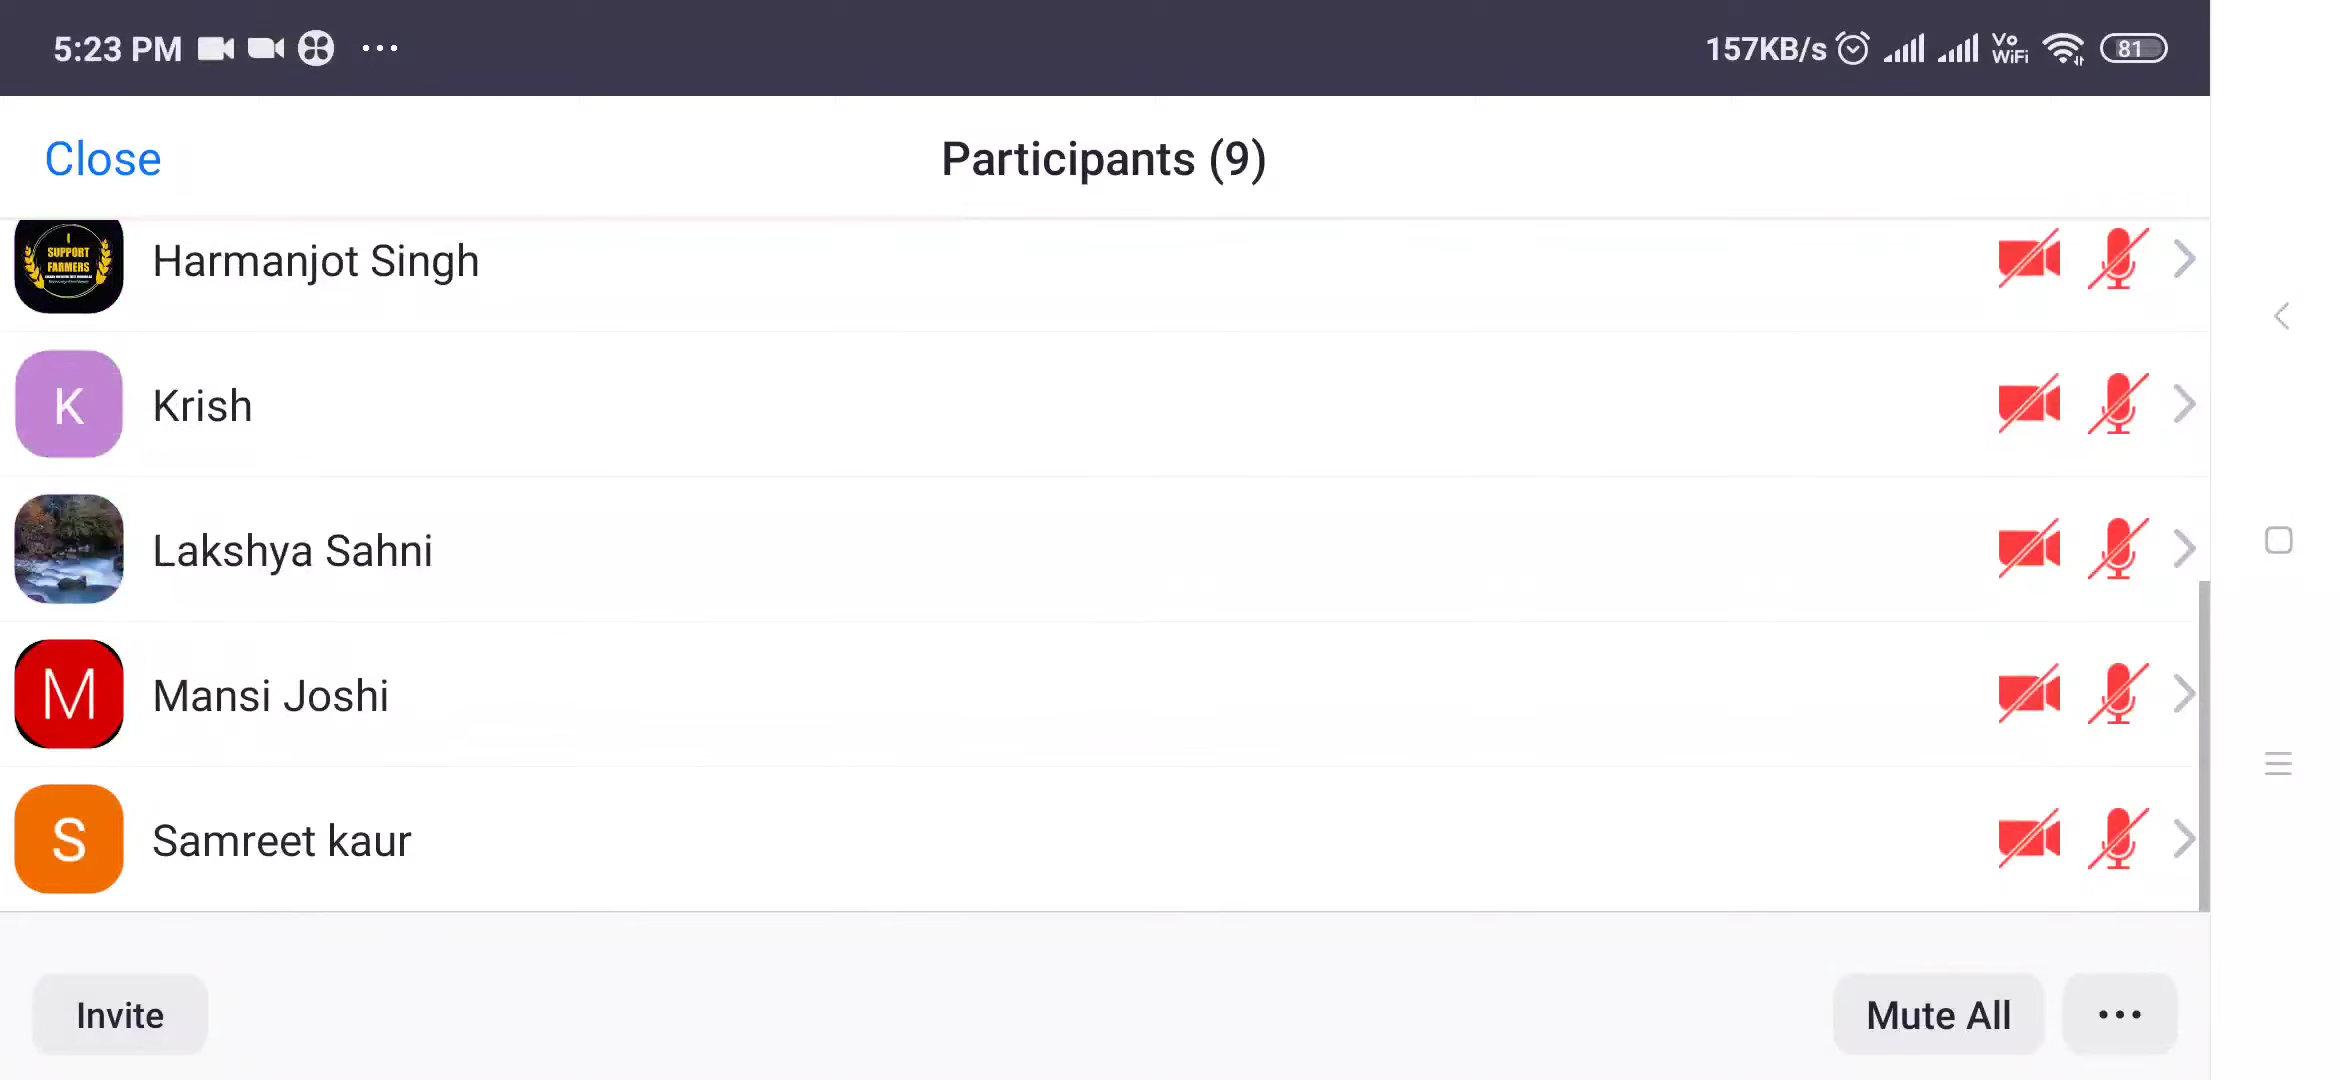 5:23 PM
157KB/s
Vo
WiFi
81
Close
Participants (9)
I
SUPPORT
FARMERS
Harmanjot Singh
K
Krish
Lakshya Sahni
M
Mansi Joshi
S
Samreet kaur
Invite
Mute All